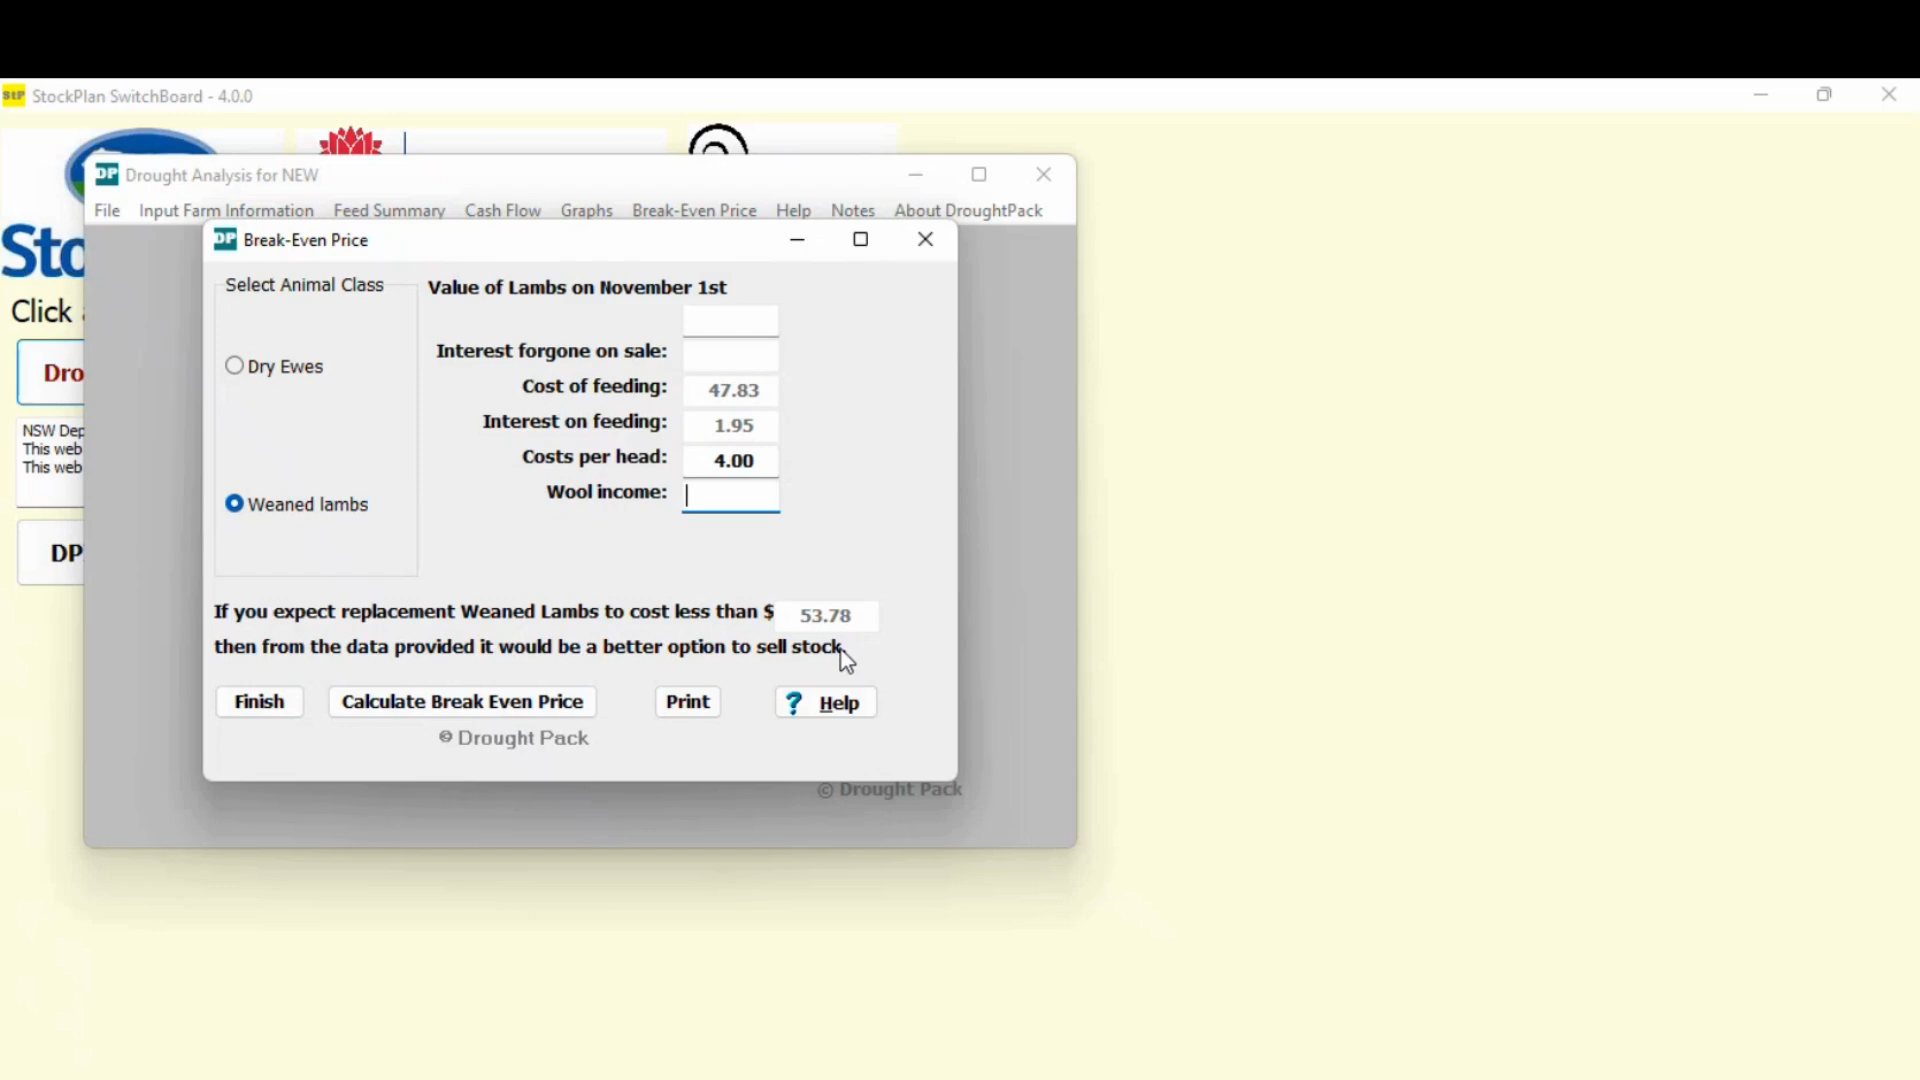 StP StockPlan SwitchBoard - 4.0.0
DP Drought Analysis for NEW
File Input Farm Information Feed Summary Cash Flow Graphs Break-Even Price Help Notes About DroughtPack
DP Break-Even Price
Select Animal Class
Value of Lambs on November 1st
Click
Interest forgone on sale:
Dry Ewes
Dro
Cost of feeding: 47.83
Interest on feeding: 1.95
NSW Dep
This web
This web
Costs per head: 4.00
Wool income:
Weaned lambs
DP
If you expect replacement Weaned Lambs to cost less than $ 53.78
then from the data provided it would be a better option to sell stock.
Finish Calculate Break Even Price Print ? Help
© Drought Pack
© Drought Pack
Sto